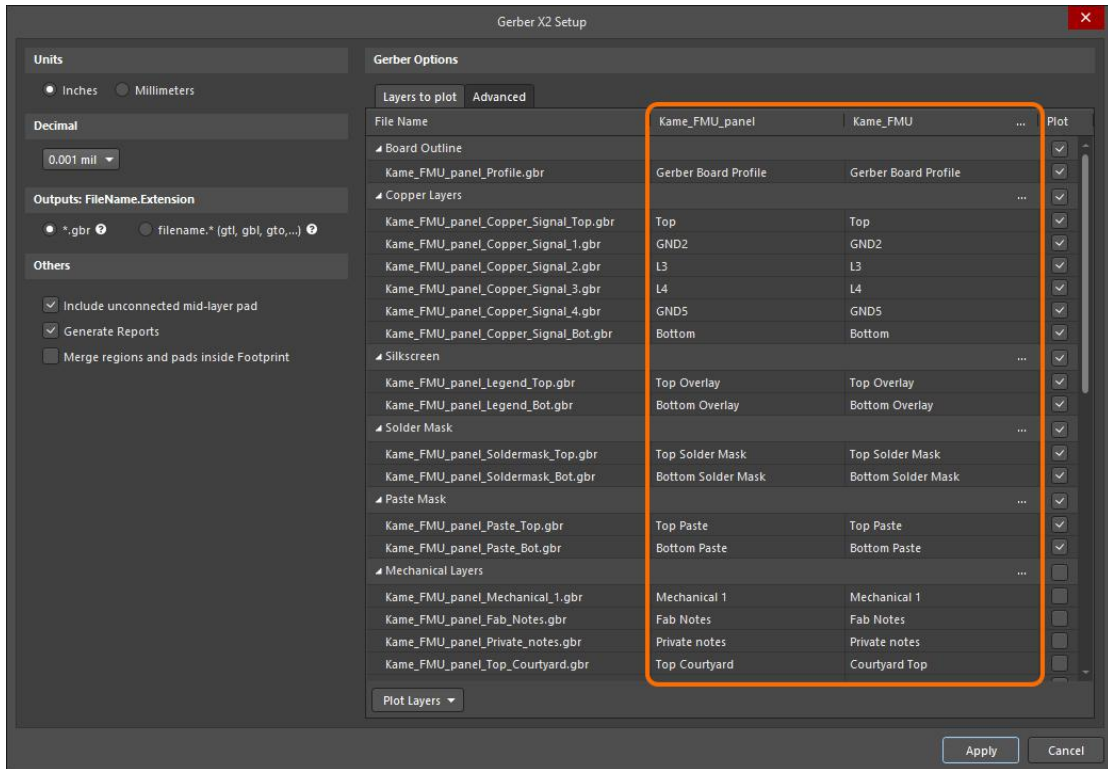 Gerber X2 Setup
Units
Inches Millimeters
Decimal
0.001 mil
Outputs: FileName.Extension
*.gbr filename.* (gtl, gbl, gto,...)
Others
Include unconnected mid-layer pad
Generate Reports
Merge regions and pads inside Footprint
Gerber Options
Layers to plot Advanced
File Name Kame_FMU_panel Kame_FMU ... Plot
Board Outline
Kame_FMU_panel_Profile.gbr Gerber Board Profile Gerber Board Profile
Copper Layers ...
Kame_FMU_panel_Copper_Signal_Top.gbr Top Top
Kame_FMU_panel_Copper_Signal_1.gbr GND2 GND2
Kame_FMU_panel_Copper_Signal_2.gbr L3 L3
Kame_FMU_panel_Copper_Signal_3.gbr L4 L4
Kame_FMU_panel_Copper_Signal_4.gbr GND5 GND5
Kame_FMU_panel_Copper_Signal_Bot.gbr Bottom Bottom
Silkscreen ...
Kame_FMU_panel_Legend_Top.gbr Top Overlay Top Overlay
Kame_FMU_panel_Legend_Bot.gbr Bottom Overlay Bottom Overlay
Solder Mask ...
Kame_FMU_panel_Soldermask_Top.gbr Top Solder Mask Top Solder Mask
Kame_FMU_panel_Soldermask_Bot.gbr Bottom Solder Mask Bottom Solder Mask
Paste Mask ...
Kame_FMU_panel_Paste_Top.gbr Top Paste Top Paste
Kame_FMU_panel_Paste_Bot.gbr Bottom Paste Bottom Paste
Mechanical Layers ...
Kame_FMU_panel_Mechanical_1.gbr Mechanical 1 Mechanical 1
Kame_FMU_panel_Fab_Notes.gbr Fab Notes Fab Notes
Kame_FMU_panel_Private_notes.gbr Private notes Private notes
Kame_FMU_panel_Top_Courtyard.gbr Top Courtyard Courtyard Top
Plot Layers
Apply Cancel